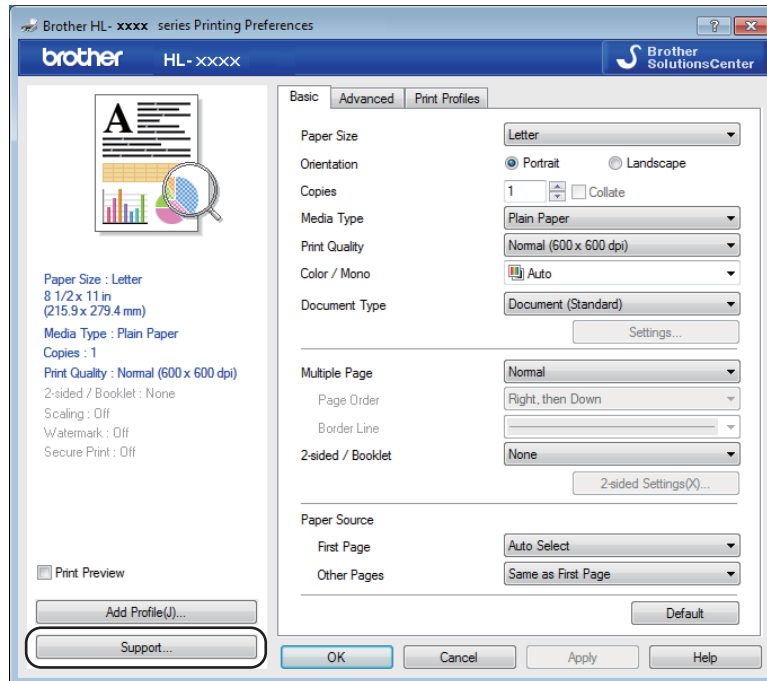 Brother HL- xxxx series Printing Preferences
?
brother HL-xxxx
Brother
SolutionsCenter
A
Paper Size : Letter
8 1/2 x 11 in
(215.9 x 279.4 mm)
Media Type : Plain Paper
Copies : 1
Print Quality : Normal (600 x 600 dpi)
2-sided / Booklet : None
Scaling : Off
Watermark : Off
Secure Print : Off
Print Preview
Add Profile(J)...
Support...
Basic Advanced Print Profiles
Paper Size Letter
Orientation Portrait Landscape
Copies 1 Collate
Media Type Plain Paper
Print Quality Normal (600 x 600 dpi)
Color / Mono Auto
Document Type Document (Standard)
Settings...
Multiple Page Normal
Page Order Right, then Down
Border Line
2-sided / Booklet None
2-sided Settings(X)...
Paper Source
First Page Auto Select
Other Pages Same as First Page
Default
OK Cancel Apply Help